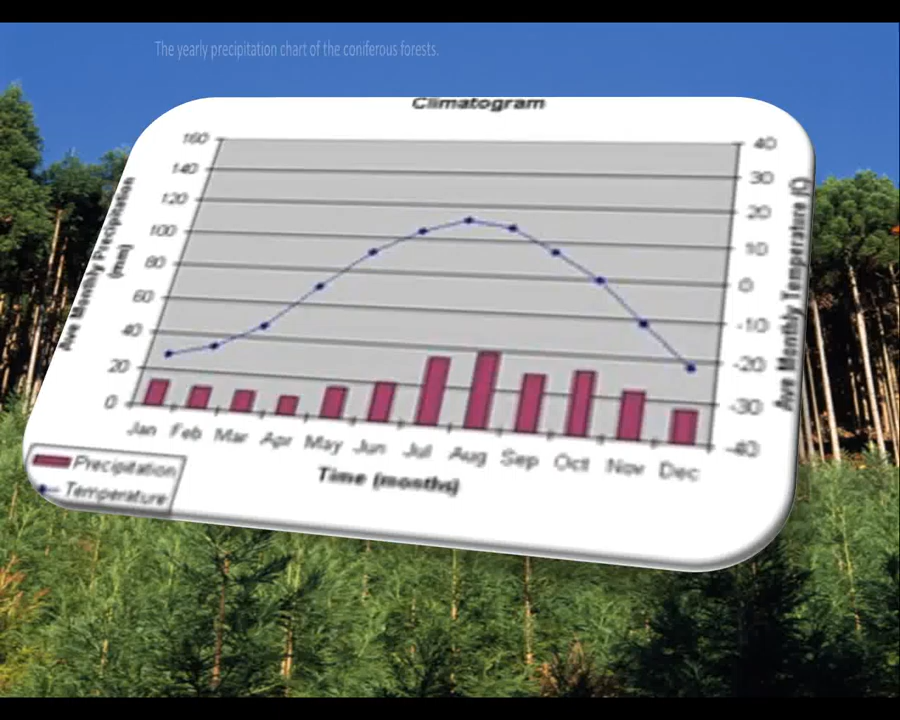 The yearly precipitation chart of the coniferous forests.
Climatogram
160
140
120
100
80
60
40
20
0
Ave Monthly Precipitation
(mm)
40
30
20
10
0
-10
-20
-30
-40
Ave Monthly Temperature (C)
Jan Feb Mar Apr May Jun Jul Aug Sep Oct Nov Dec
Time (months)
Precipitation
Temperature